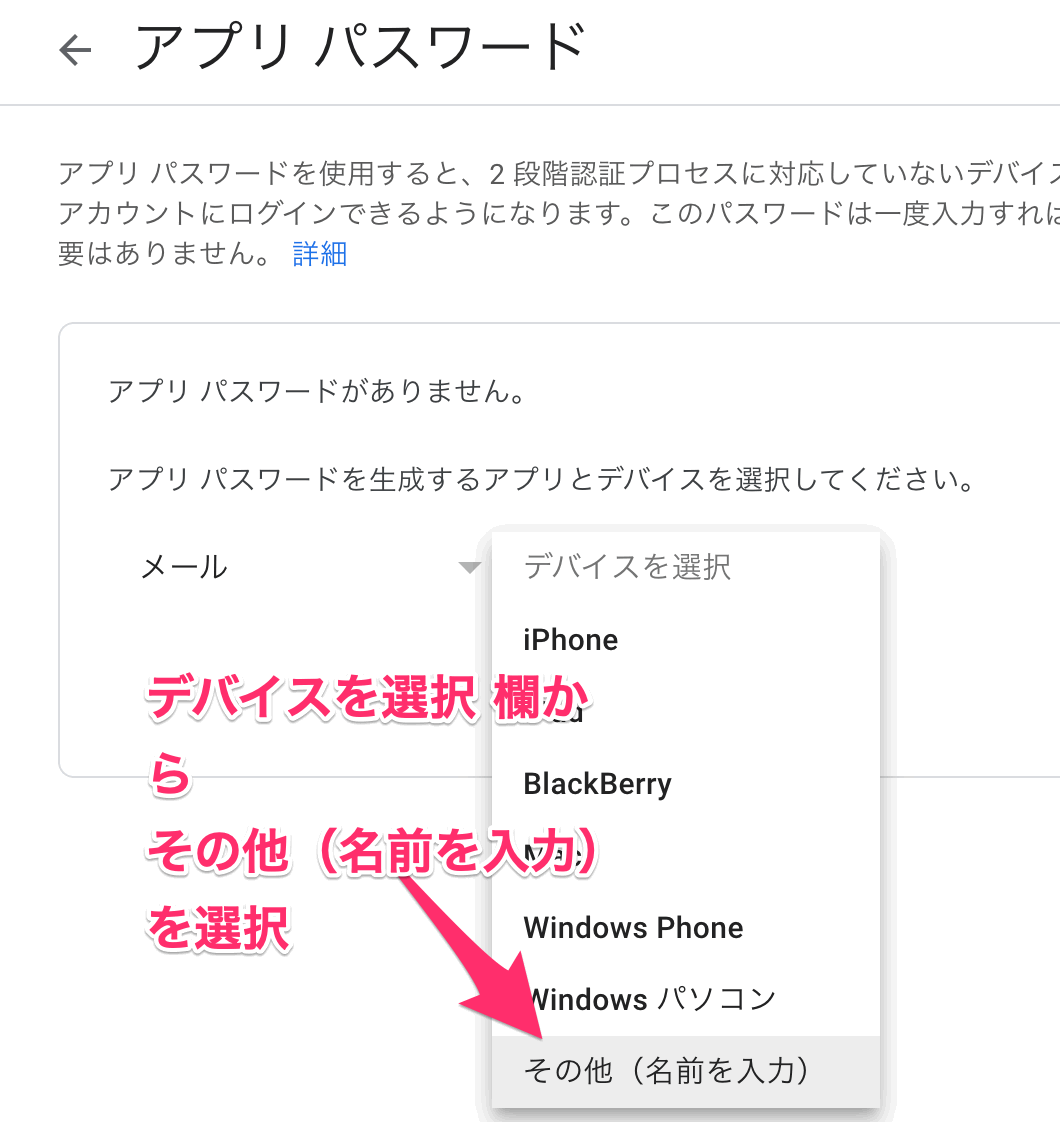 アプリ パスワード
アプリ パスワードを使用すると、2 段階認証プロセスに対応していないデバイ
アカウントにログインできるようになります。このパスワードは一度入力すれ
要はありません。 詳細
アプリ パスワードがありません。
アプリ パスワードを生成するアプリとデバイスを選択してください。
メール
デバイスを選択
iPhone
デバイスを選択 欄か
ら
BlackBerry
その他（名前を入力）
を選択
Windows Phone
Windows パソコン
その他（名前を入力）